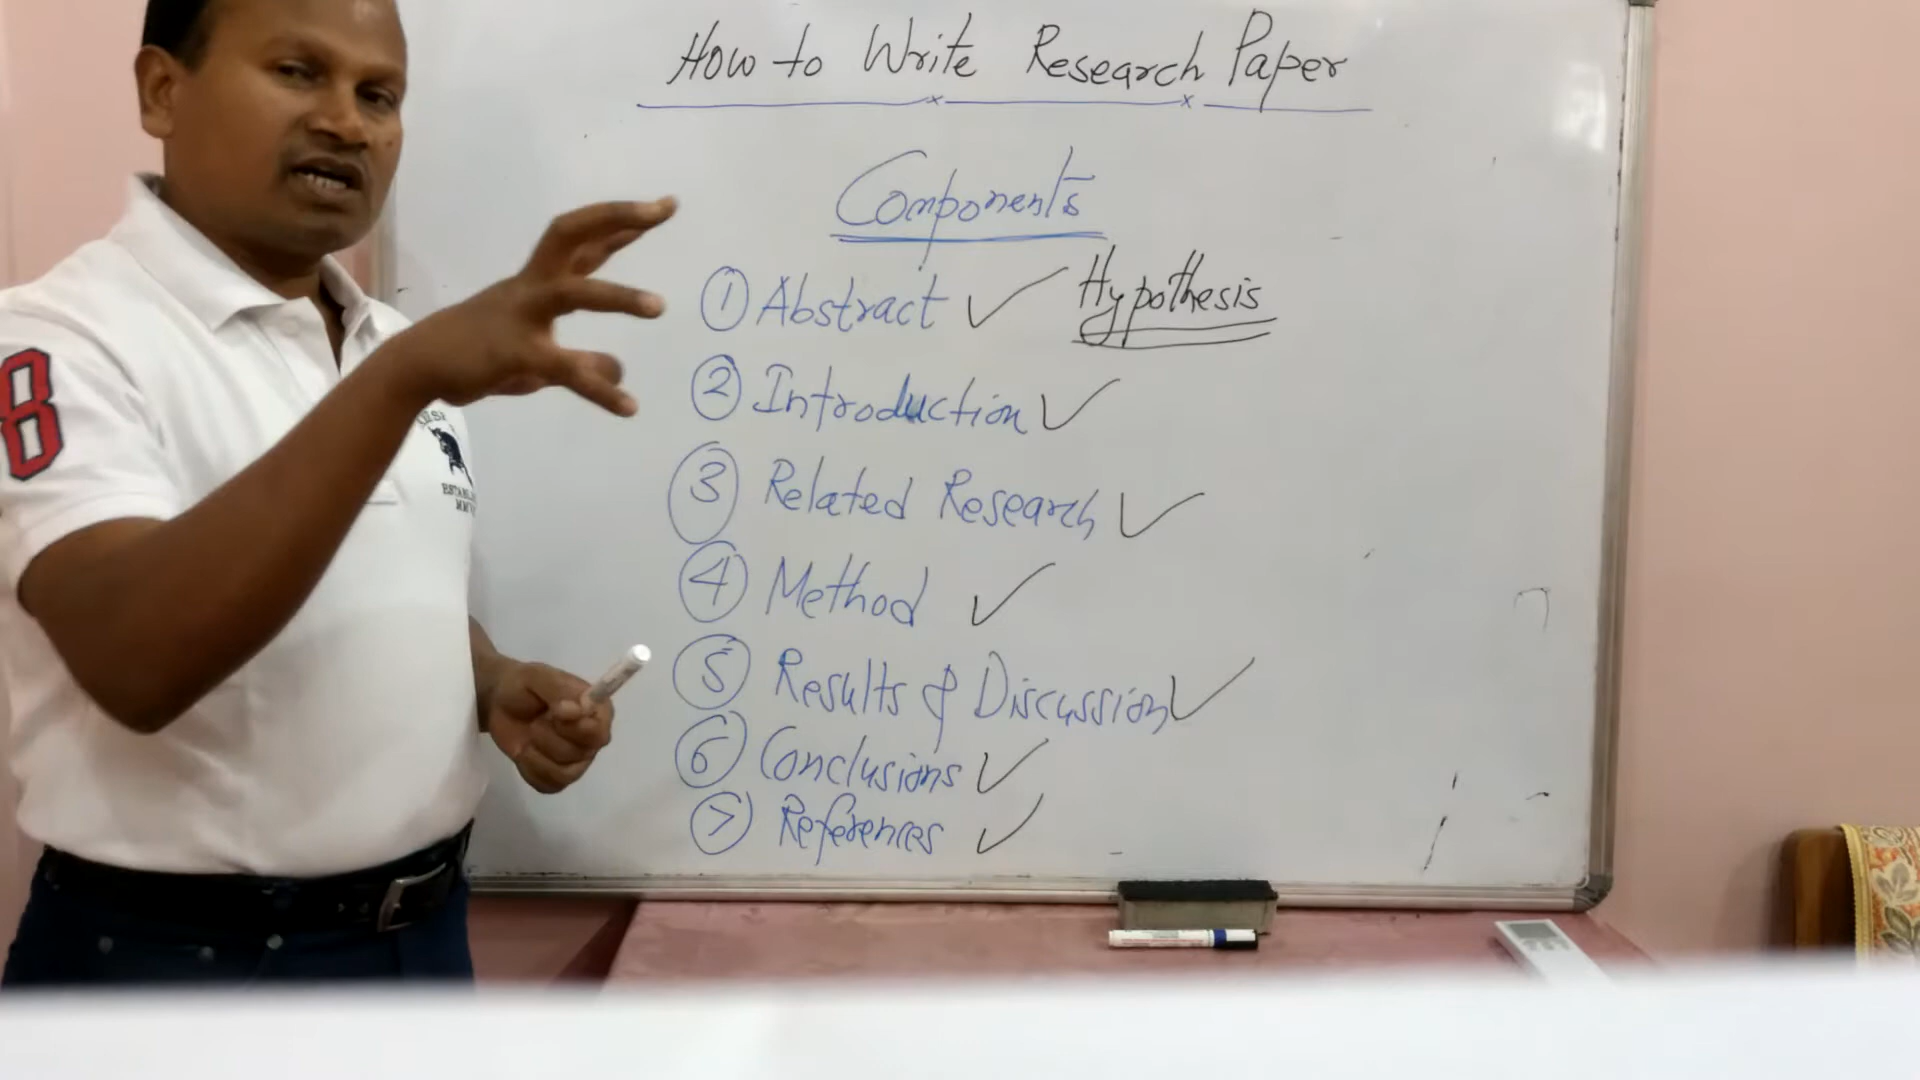 How to Write Research Paper
Components
① Abstract ✓ Hypothesis
② Introduction ✓
③ Related Research ✓
④ Method ✓
⑤ Results & Discussion ✓
⑥ Conclusions ✓
⑦ References ✓
8